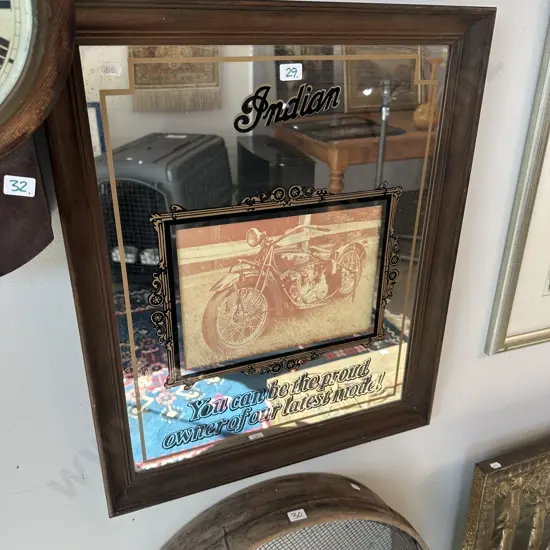 29.
Indian
32.
You can be the proud
owner of our latest model!
30.